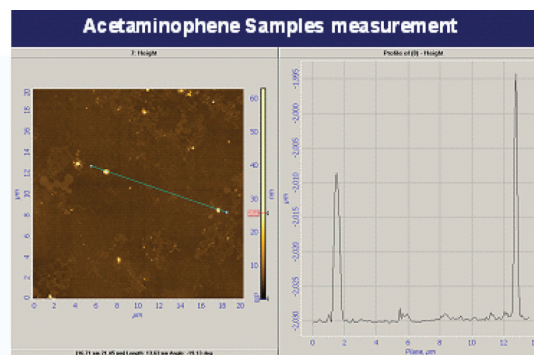 Acetaminophene Samples measurement
7: Height
Profile of (9) - Height
20
18
16
14
12
10
8
6
4
2
0
0 2 4 6 8 10 12 14 16 18 20
μm
μm
60
50
40
30
20
10
nm
-1,995
-2,000
-2,005
-2,010
-2,015
-2,020
-2,025
-2,030
μm
0 2 4 6 8 10 12
Plane, μm